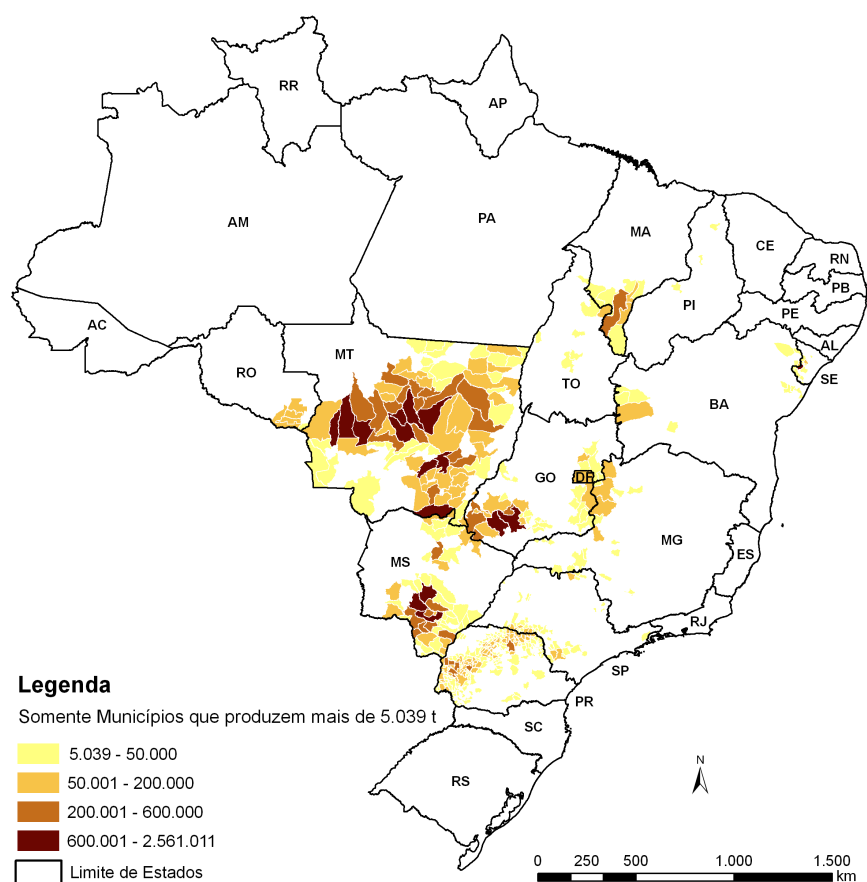 RR
AP
AM
PA
MA
CE
RN
PB
PE
PI
AL
SE
AC
RO
MT
TO
BA
GO
DF
MG
ES
MS
RJ
SP
PR
SC
RS
Legenda
Somente Municípios que produzem mais de 5.039 t
5.039 - 50.000
50.001 - 200.000
200.001 - 600.000
600.001 - 2.561.011
Limite de Estados
N
0 250 500 1.000 1.500
km